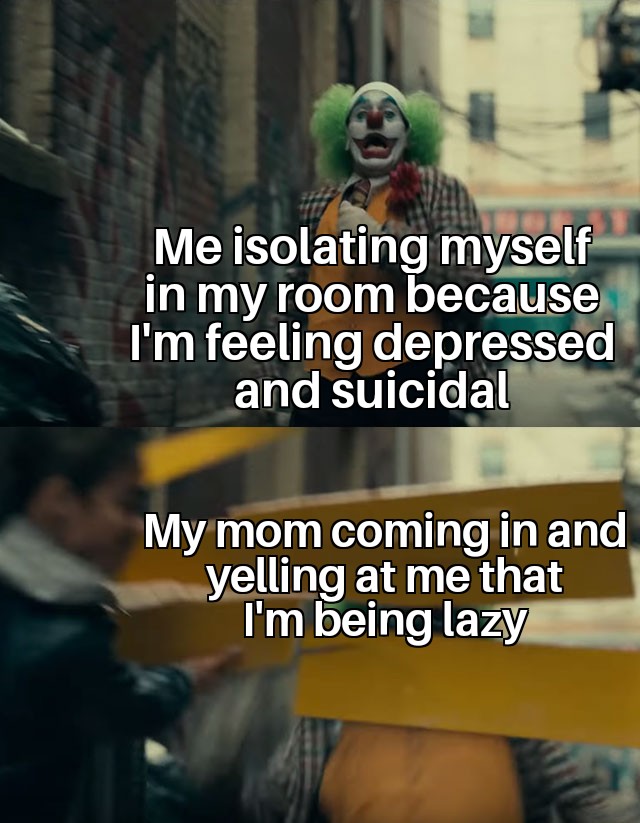 Me isolating myself
in my room because
I'm feeling depressed
and suicidal
My mom coming in and
yelling at me that
I'm being lazy